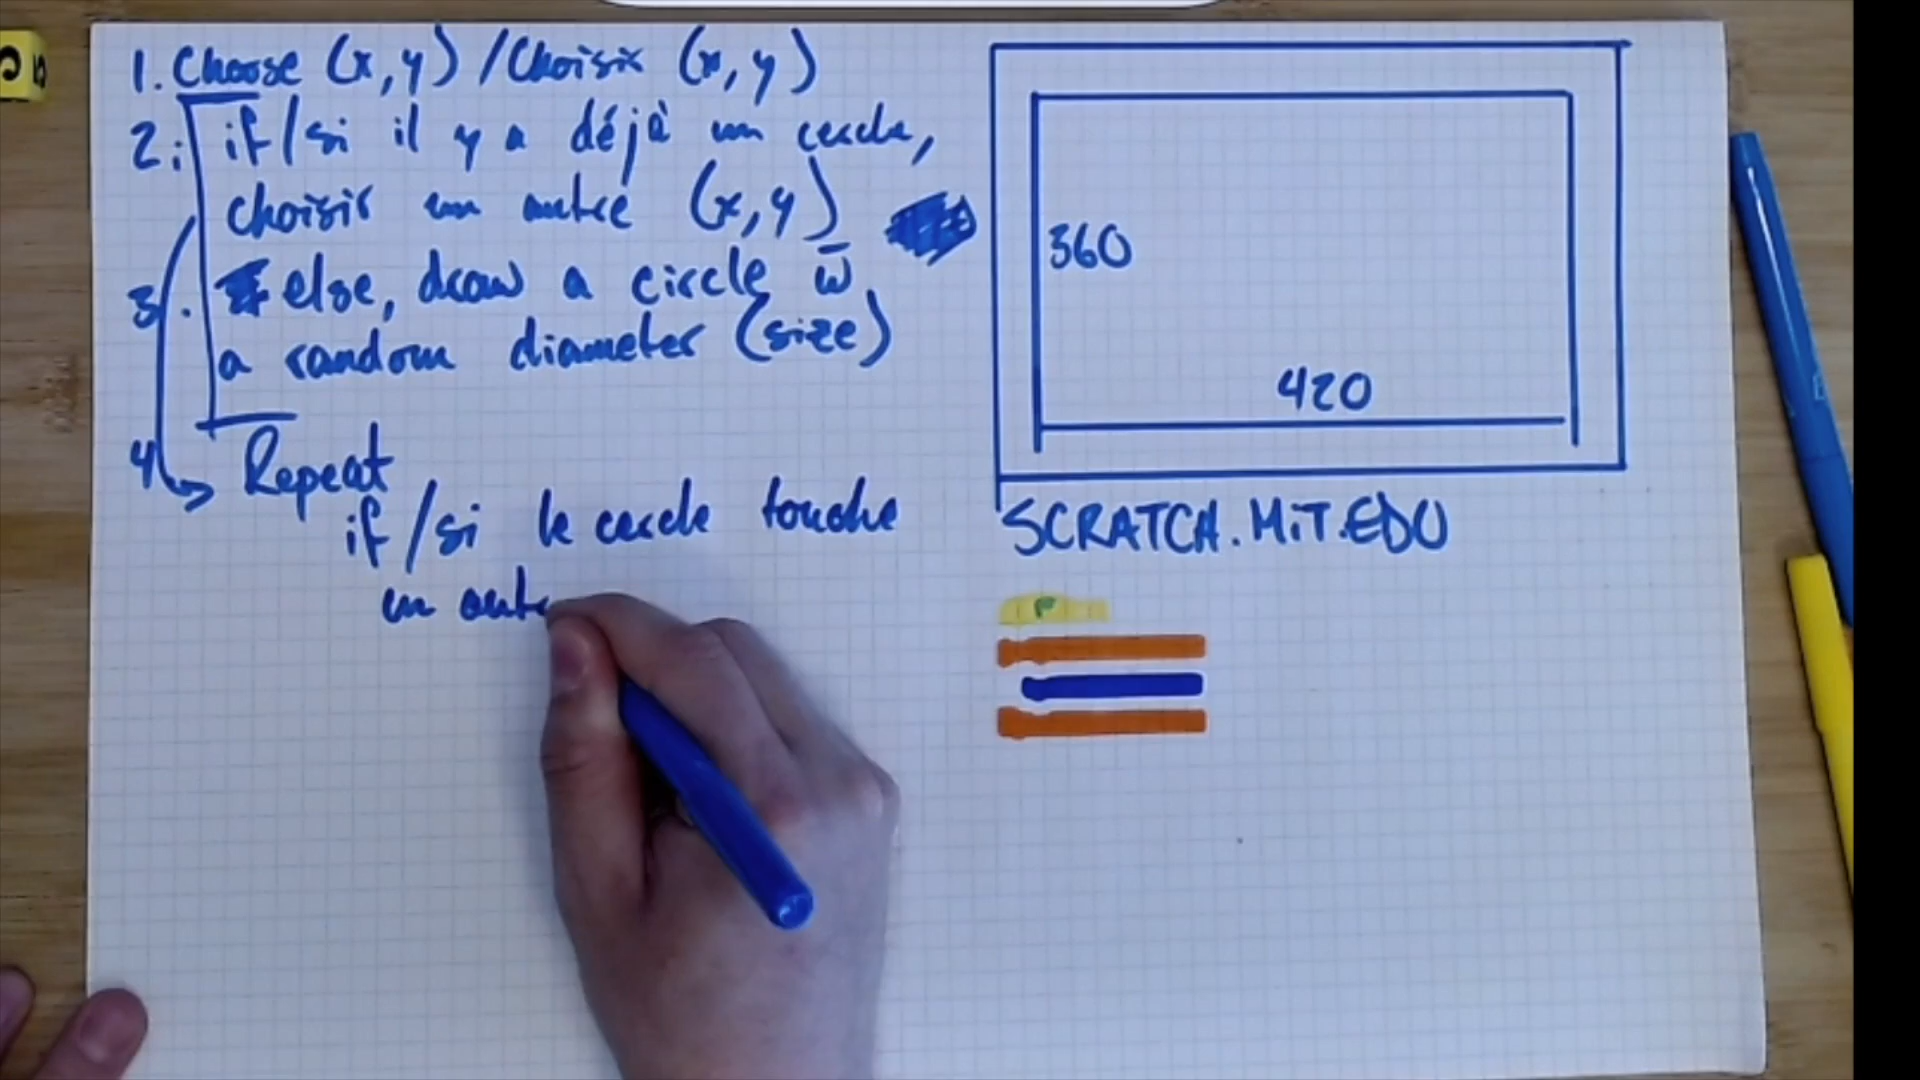 1. Choose (x,y) / Choisir (x,y)
2. if/si il y a déjà un cercle,
choisir un autre (x,y)
3. else, draw a circle w̄
a random diameter (size)
4 Repeat
if/si le cercle touche
un autre
360
420
SCRATCH.MIT.EDU